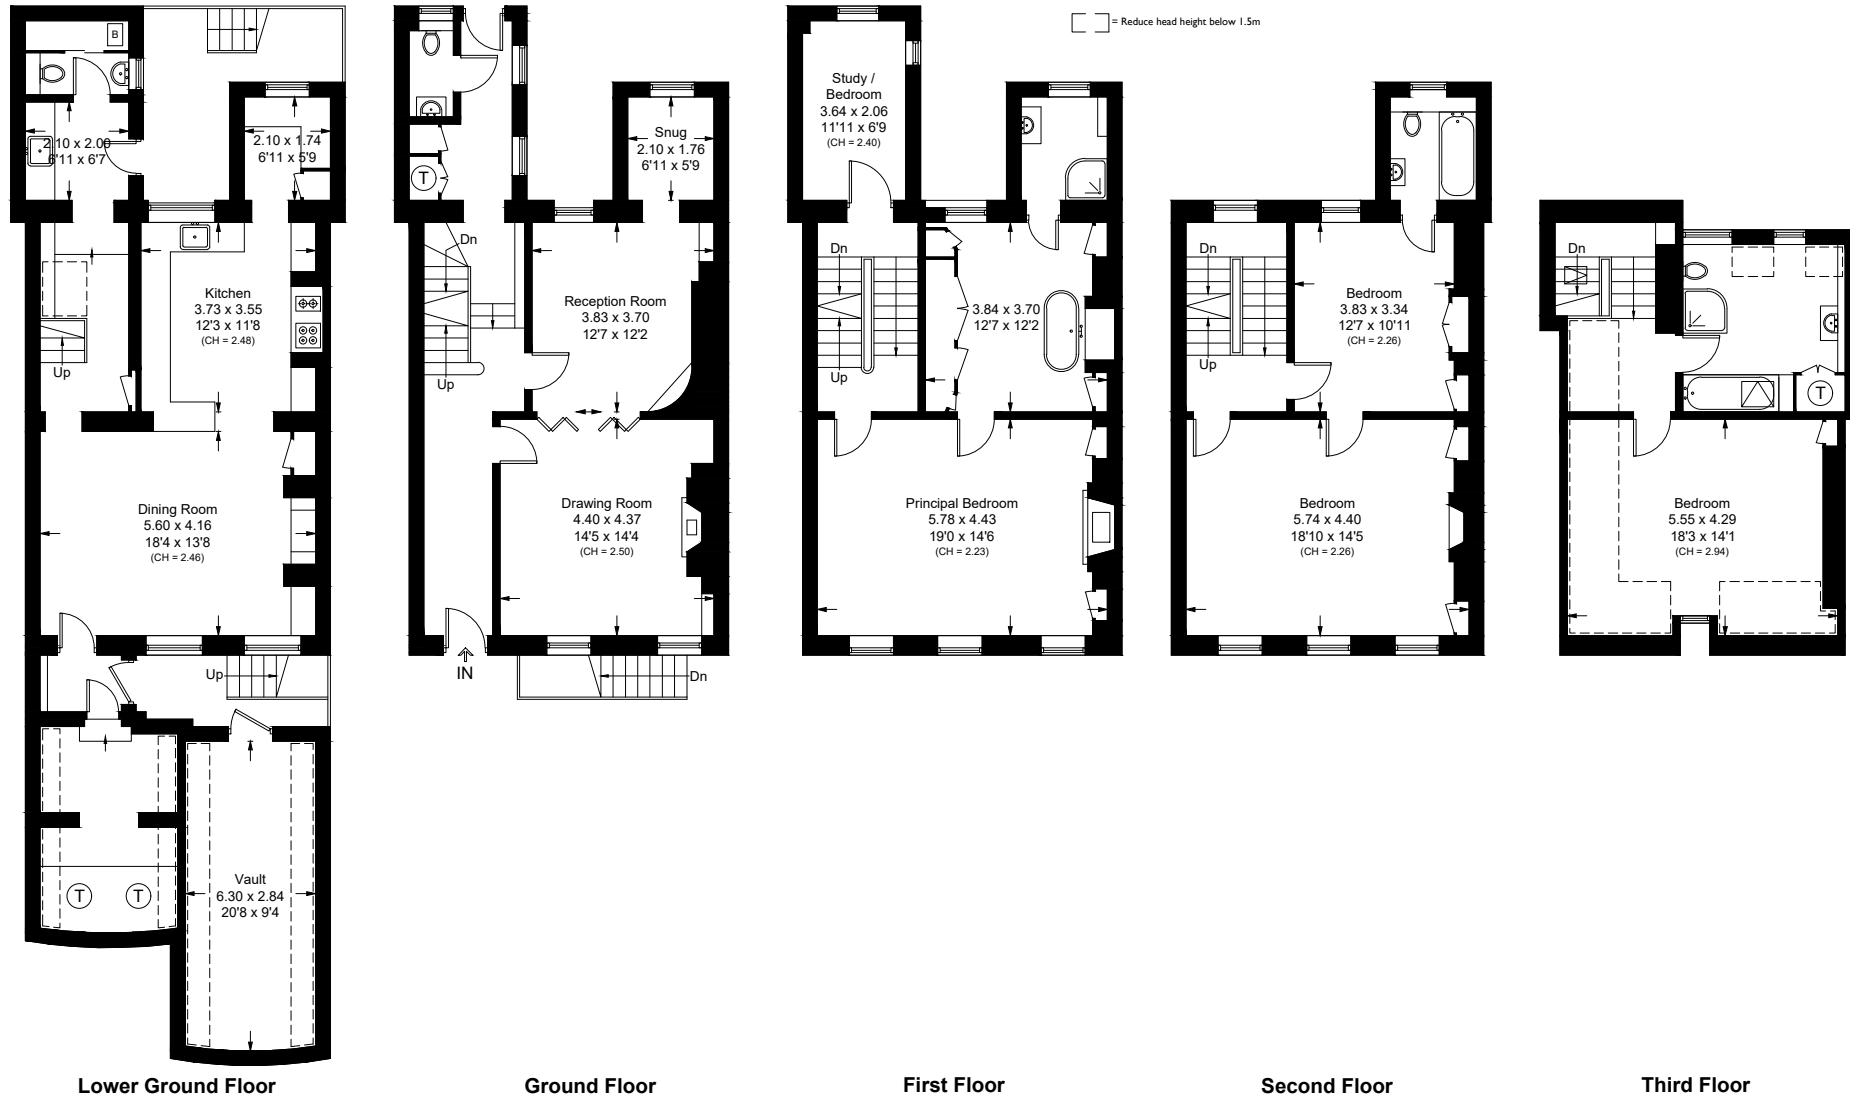 = Reduce head height below 1.5m
B
2.10 x 2.00
6'11 x 6'7
2.10 x 1.74
6'11 x 5'9
Kitchen
3.73 x 3.55
12'3 x 11'8
(CH = 2.48)
Up
Dining Room
5.60 x 4.16
18'4 x 13'8
(CH = 2.46)
Up
T
T
Vault
6.30 x 2.84
20'8 x 9'4
Lower Ground Floor
T
Snug
2.10 x 1.76
6'11 x 5'9
Dn
Reception Room
3.83 x 3.70
12'7 x 12'2
Up
Drawing Room
4.40 x 4.37
14'5 x 14'4
(CH = 2.50)
IN
Dn
Ground Floor
Study /
Bedroom
3.64 x 2.06
11'11 x 6'9
(CH = 2.40)
Dn
3.84 x 3.70
12'7 x 12'2
Up
Principal Bedroom
5.78 x 4.43
19'0 x 14'6
(CH = 2.23)
First Floor
Dn
Bedroom
3.83 x 3.34
12'7 x 10'11
(CH = 2.26)
Up
Bedroom
5.74 x 4.40
18'10 x 14'5
(CH = 2.26)
Second Floor
Dn
T
Bedroom
5.55 x 4.29
18'3 x 14'1
(CH = 2.94)
Third Floor